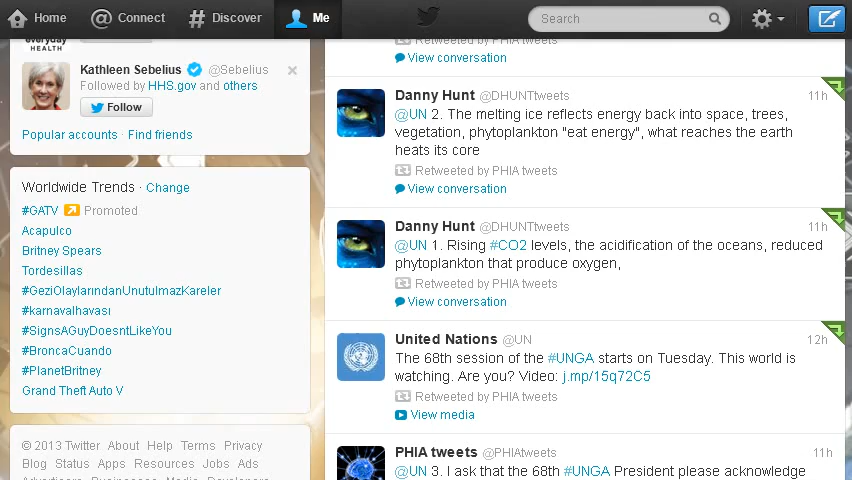 Home
Connect
Discover
Me
Search
everyday
HEALTH
Kathleen Sebelius @Sebelius
Followed by HHS.gov and others
Follow
Popular accounts · Find friends
Worldwide Trends · Change
#GATV Promoted
Acapulco
Britney Spears
Tordesillas
#GeziOlaylarındanUnutulmazKareler
#karnavalhavası
#SignsAGuyDoesntLikeYou
#BroncaCuando
#PlanetBritney
Grand Theft Auto V
© 2013 Twitter About Help Terms Privacy
Blog Status Apps Resources Jobs Ads
Advertisers Businesses Media Developers
Retweeted by PHIA tweets
View conversation
Danny Hunt @DHUNTtweets 11h
@UN 2. The melting ice reflects energy back into space, trees,
vegetation, phytoplankton "eat energy", what reaches the earth
heats its core
Retweeted by PHIA tweets
View conversation
Danny Hunt @DHUNTtweets 11h
@UN 1. Rising #CO2 levels, the acidification of the oceans, reduced
phytoplankton that produce oxygen,
Retweeted by PHIA tweets
View conversation
United Nations @UN 12h
The 68th session of the #UNGA starts on Tuesday. This world is
watching. Are you? Video: j.mp/15q72C5
Retweeted by PHIA tweets
View media
PHIA tweets @PHIAtweets 11h
@UN 3. I ask that the 68th #UNGA President please acknowledge